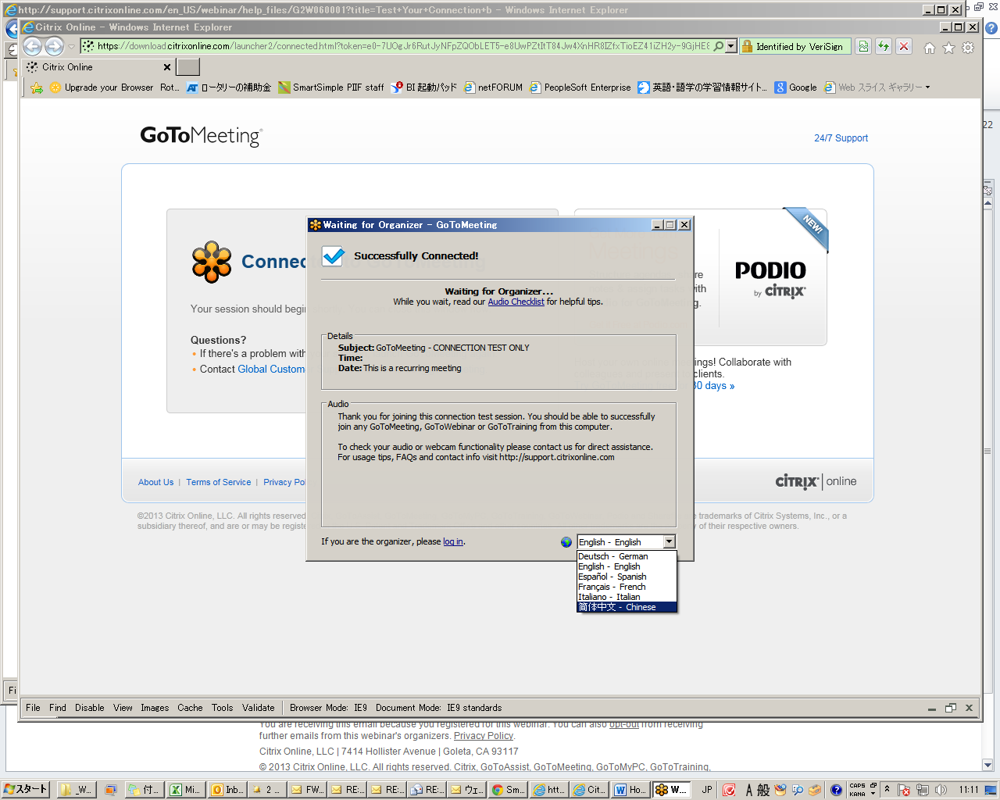 http://support.citrixonline.com/en_US/webinar/help_files/G2W060001?title=Test+Your+Connection+b - Windows Internet Explorer
Citrix Online - Windows Internet Explorer
https://download.citrixonline.com/launcher2/connected.html?token=e0-7UOgJr6RutJyNFpZQObLET5-e8UwPZtItT84Jw4XnHR8IZfxTioEZ41iZH2y-9GjHE8
Identified by VeriSign
Citrix Online
Upgrade your Browser Rot... ロータリーの補助金 SmartSimple PIIF staff BI 起動パッド netFORUM PeopleSoft Enterprise 英語・語学の学習情報サイト... Google Web スライス ギャラリー
GoToMeeting
24/7 Support
22
NEW!
Waiting for Organizer - GoToMeeting
Successfully Connected!
Waiting for Organizer...
While you wait, read our Audio Checklist for helpful tips.
Details
Subject: GoToMeeting - CONNECTION TEST ONLY
Time:
Date: This is a recurring meeting
Audio
Thank you for joining this connection test session. You should be able to successfully
join any GoToMeeting, GoToWebinar or GoToTraining from this computer.
To check your audio or webcam functionality please contact us for direct assistance.
For usage tips, FAQs and contact info visit http://support.citrixonline.com
If you are the organizer, please log in.
English - English
Deutsch - German
English - English
Español - Spanish
Français - French
Italiano - Italian
简体中文 - Chinese
Connec
Your session should begi
Questions?
If there's a problem with
Contact Global Custome
PODIO
by CITRIX
ere
with
g.
ings! Collaborate with
clients.
30 days »
About Us | Terms of Service | Privacy Pol
CITRIX online
©2013 Citrix Online, LLC. All rights reserved
trademarks of Citrix Systems, Inc., or a
subsidiary thereof, and are or may be registe
y of their respective owners.
Fi
File Find Disable View Images Cache Tools Validate Browser Mode: IE9 Document Mode: IE9 standards
You are receiving this email because you registered for this webinar. You can also opt-out from receiving
further emails from this webinar's organizers. Privacy Policy.
Citrix Online, LLC | 7414 Hollister Avenue | Goleta, CA 93117
© 2013 Citrix Online, LLC. All rights reserved. Citrix, GoToAssist, GoToMeeting, GoToMyPC, GoToTraining,
スタート _W... 付... Mi... Inb... 2 ... FW... RE:... RE:... RE:... ウェ... Sm... htt... Cit... Ho... W... JP A 般 CAPS KANA 11:11